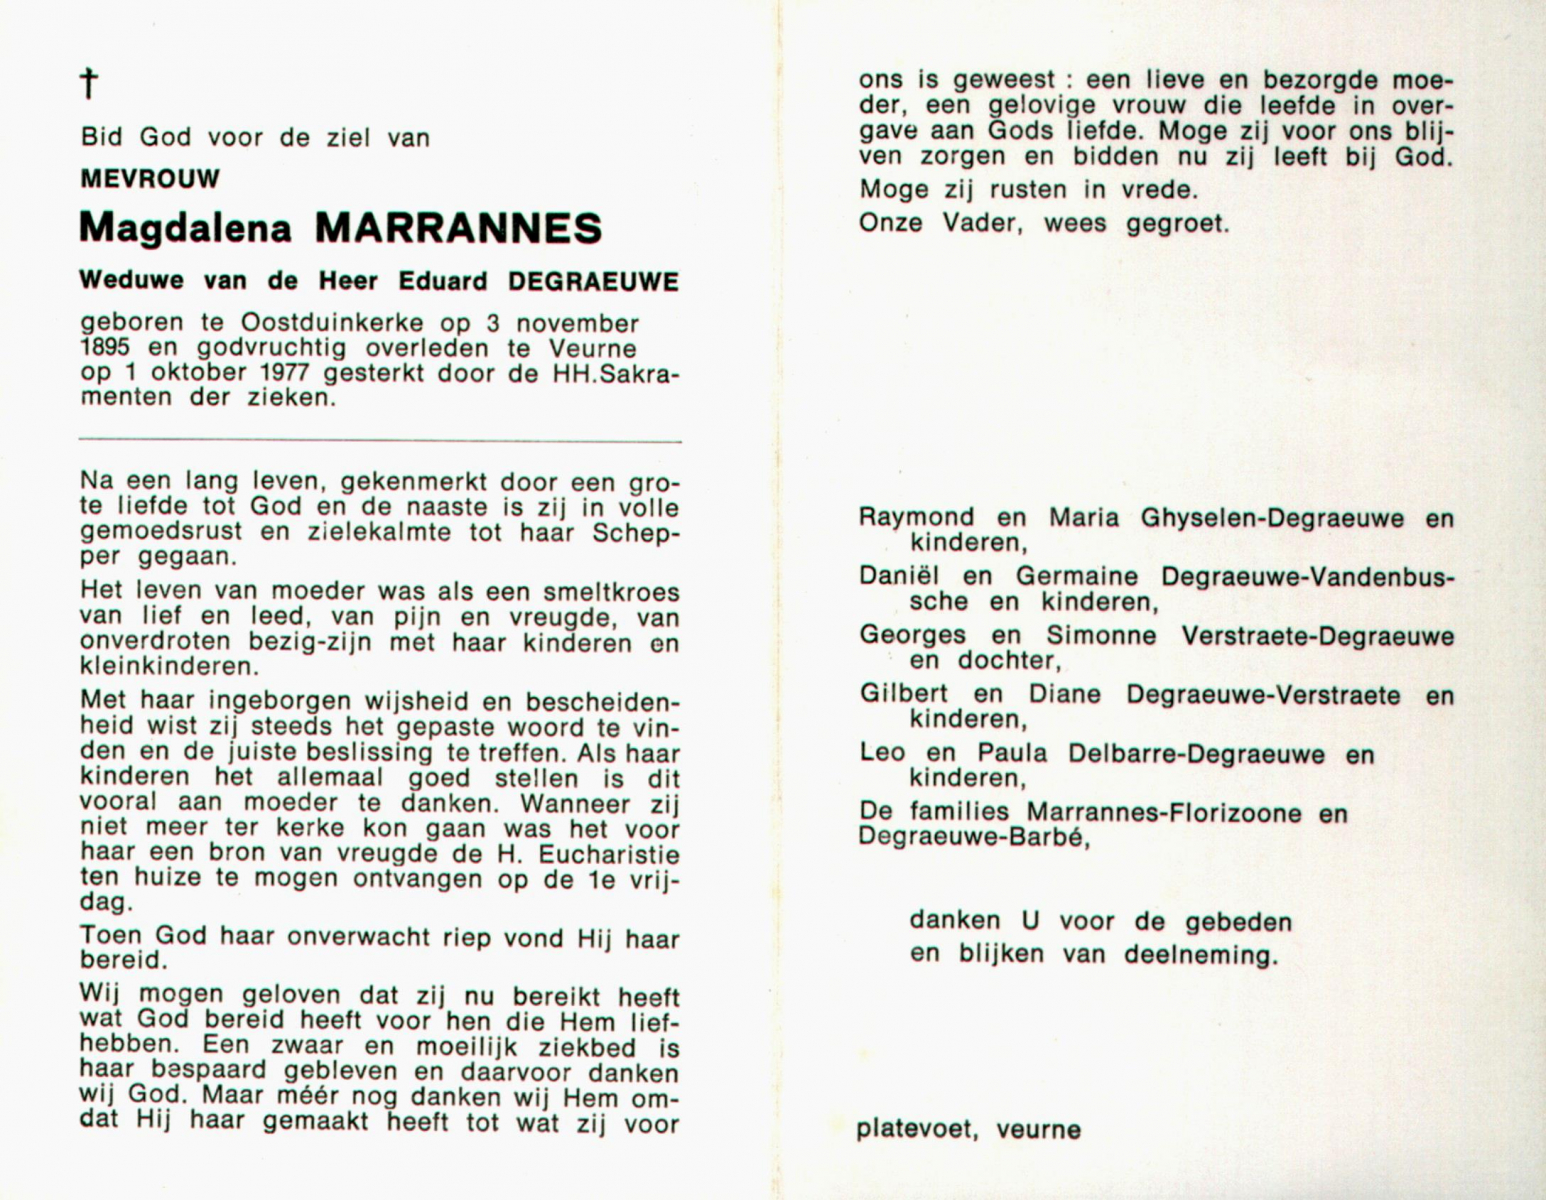 †
Bid God voor de ziel van
MEVROUW
Magdalena MARRANNES
Weduwe van de Heer Eduard DEGRAEUWE
geboren te Oostduinkerke op 3 november
1895 en godvruchtig overleden te Veurne
op 1 oktober 1977 gesterkt door de HH.Sakra-
menten der zieken.
Na een lang leven, gekenmerkt door een gro-
te liefde tot God en de naaste is zij in volle
gemoedsrust en zielekalmte tot haar Schep-
per gegaan.
Het leven van moeder was als een smeltkroes
van lief en leed, van pijn en vreugde, van
onverdroten bezig-zijn met haar kinderen en
kleinkinderen.
Met haar ingeborgen wijsheid en bescheiden-
heid wist zij steeds het gepaste woord te vin-
den en de juiste beslissing te treffen. Als haar
kinderen het allemaal goed stellen is dit
vooral aan moeder te danken. Wanneer zij
niet meer ter kerke kon gaan was het voor
haar een bron van vreugde de H. Eucharistie
ten huize te mogen ontvangen op de 1e vrij-
dag.
Toen God haar onverwacht riep vond Hij haar
bereid.
Wij mogen geloven dat zij nu bereikt heeft
wat God bereid heeft voor hen die Hem lief-
hebben. Een zwaar en moeilijk ziekbed is
haar bespaard gebleven en daarvoor danken
wij God. Maar méér nog danken wij Hem om-
dat Hij haar gemaakt heeft tot wat zij voor
ons is geweest : een lieve en bezorgde moe-
der, een gelovige vrouw die leefde in over-
gave aan Gods liefde. Moge zij voor ons blij-
ven zorgen en bidden nu zij leeft bij God.
Moge zij rusten in vrede.
Onze Vader, wees gegroet.
Raymond en Maria Ghyselen-Degraeuwe en
kinderen,
Daniël en Germaine Degraeuwe-Vandenbus-
sche en kinderen,
Georges en Simonne Verstraete-Degraeuwe
en dochter,
Gilbert en Diane Degraeuwe-Verstraete en
kinderen,
Leo en Paula Delbarre-Degraeuwe en
kinderen,
De families Marrannes-Florizoone en
Degraeuwe-Barbé,
danken U voor de gebeden
en blijken van deelneming.
platevoet, veurne